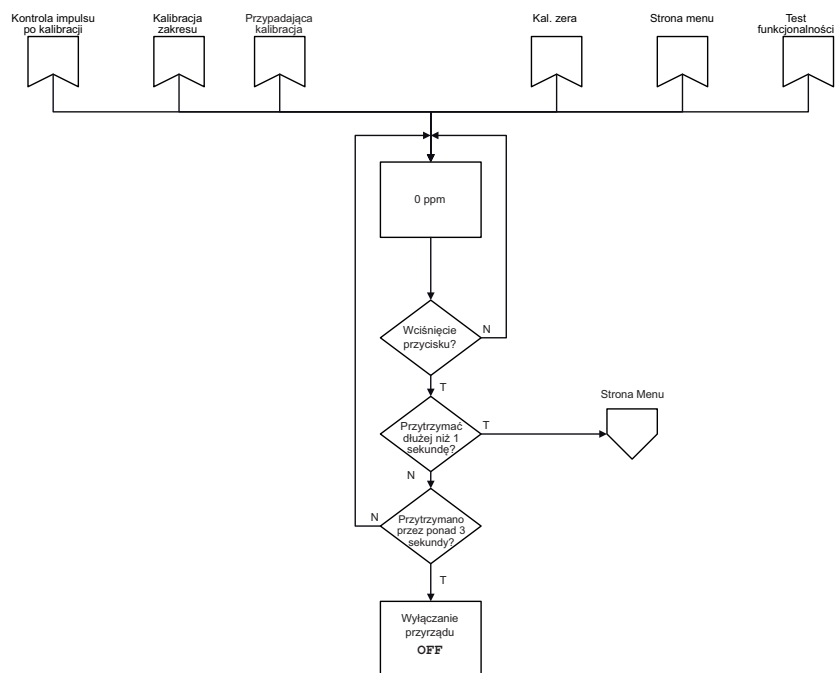 Kontrola impulsu
po kalibracji
Kalibracja
zakresu
Przypadająca
kalibracja
Kal. zera
Strona menu
Test
funkcjonalności
0 ppm
Wciśnięcie
przycisku?
N
T
Strona Menu
Przytrzymać
dłużej niż 1
sekundę?
T
N
Przytrzymano
przez ponad 3
sekundy?
N
T
Wyłączanie
przyrządu
OFF